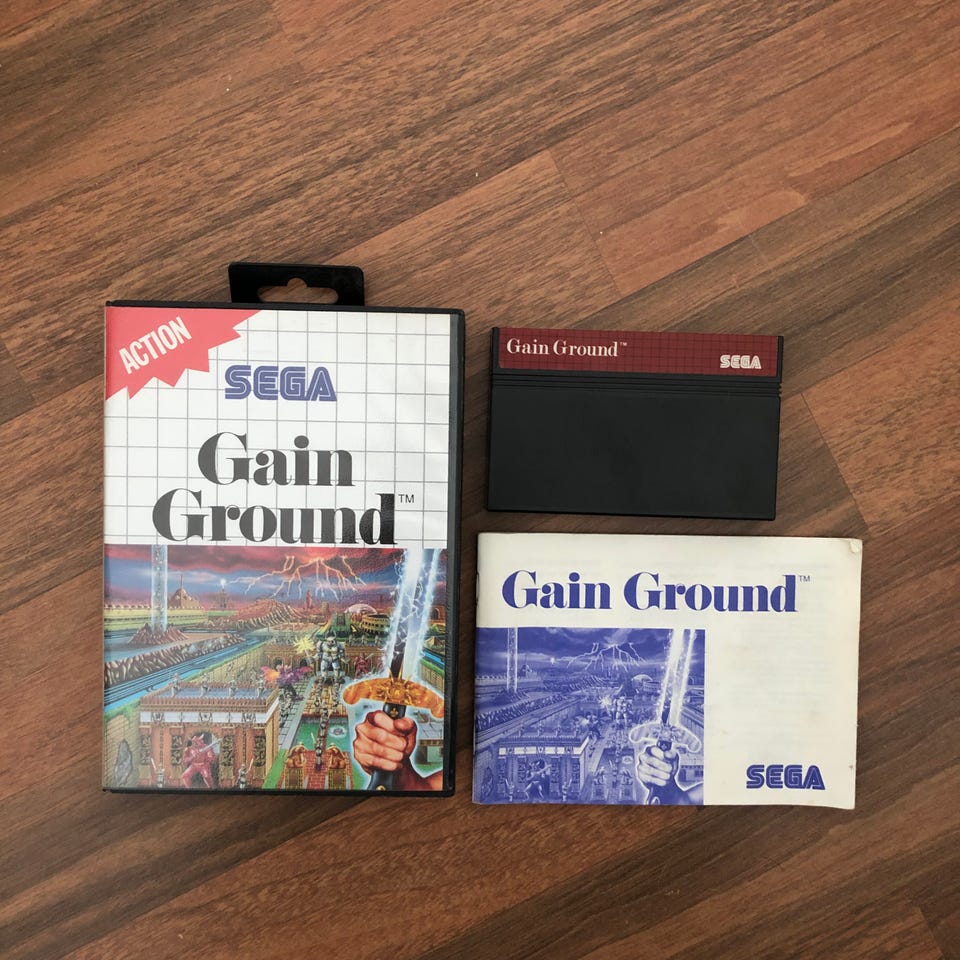 ACTION
SEGA
Gain
Ground™
Gain Ground™
SEGA
Gain Ground™
SEGA